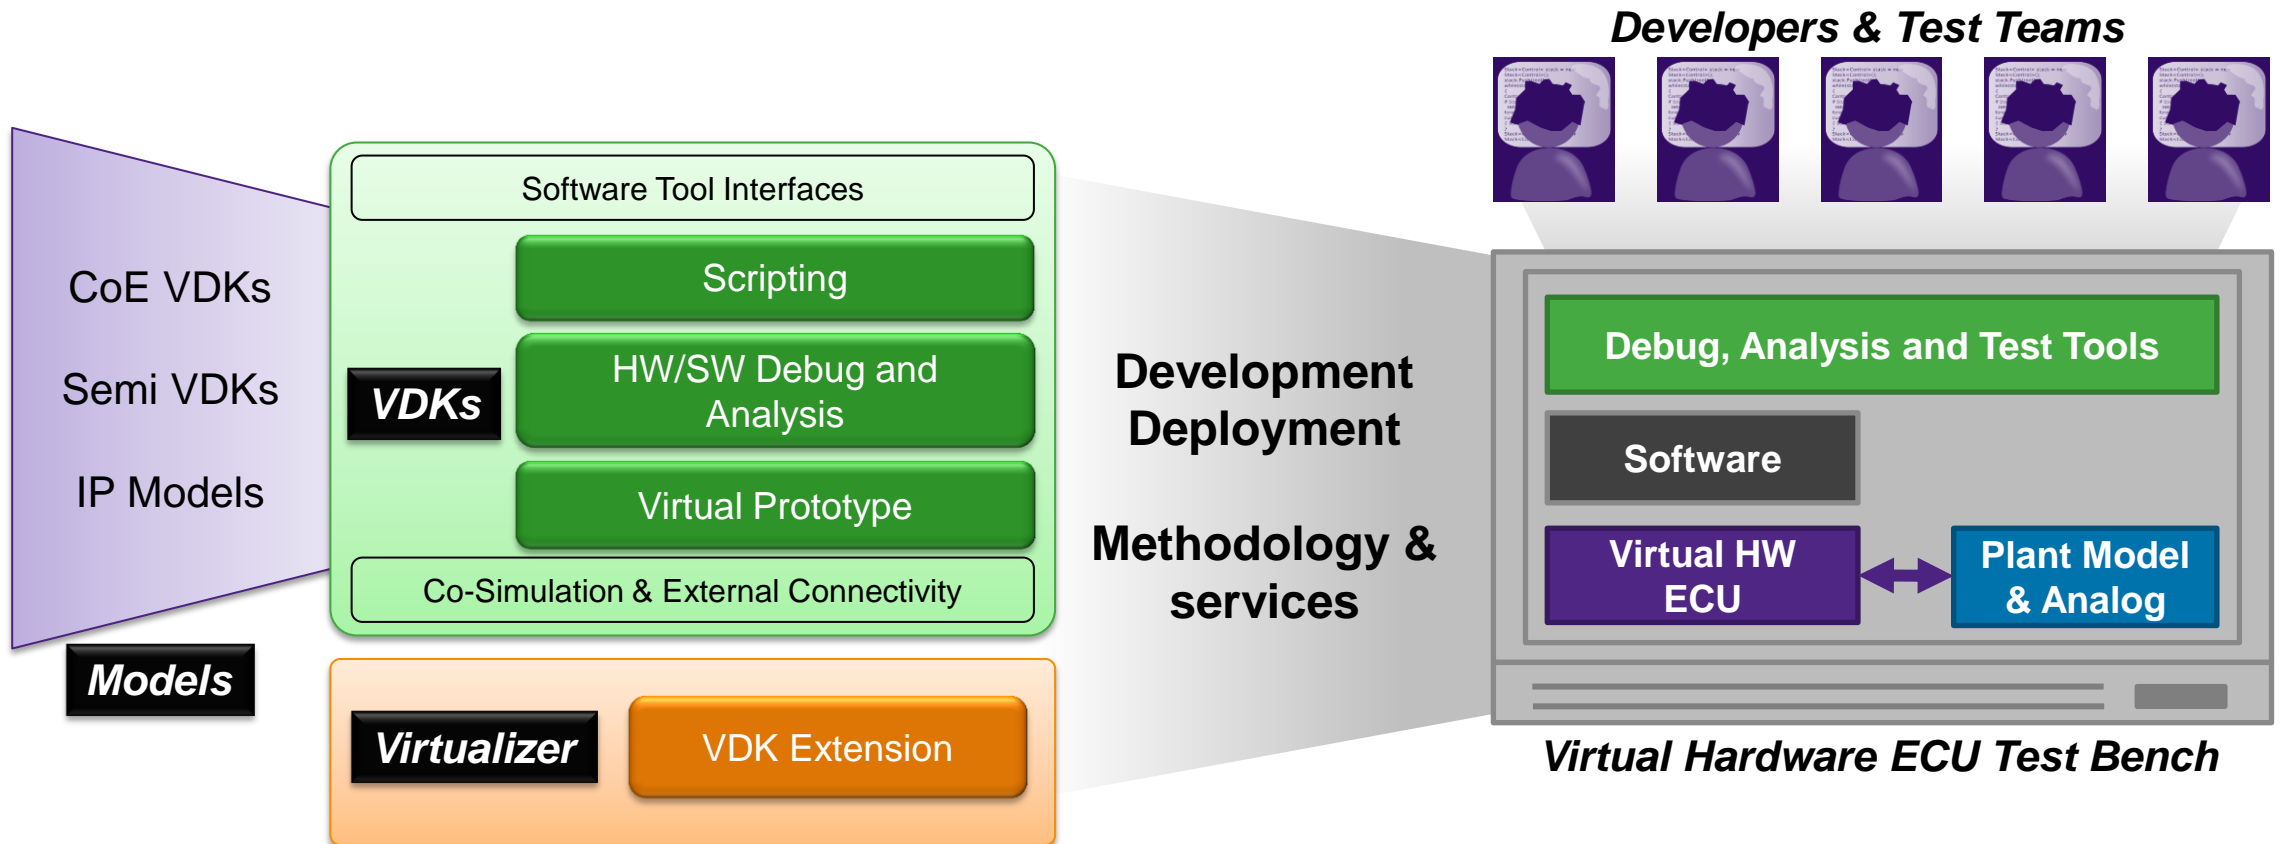 Developers & Test Teams
Software Tool Interfaces
CoE VDKs
Semi VDKs
IP Models
Models
Scripting
VDKs
HW/SW Debug and
Analysis
Virtual Prototype
Co-Simulation & External Connectivity
Virtualizer
VDK Extension
Development
Deployment
Methodology &
services
Debug, Analysis and Test Tools
Software
Virtual HW
ECU
Plant Model
& Analog
Virtual Hardware ECU Test Bench